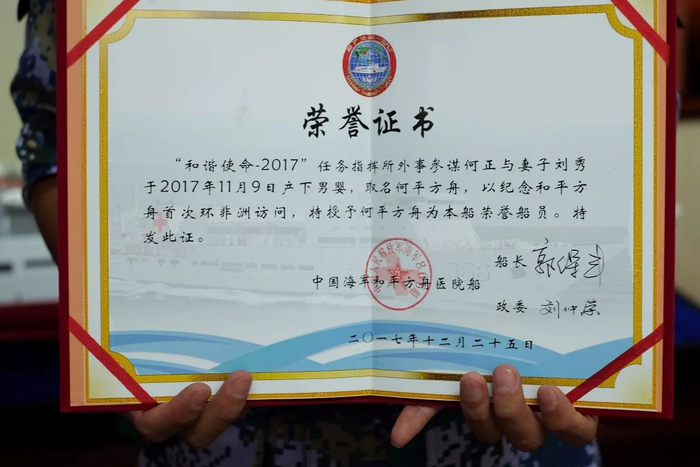 荣誉证书
“和谐使命-2017”任务指挥所外事参谋何正与妻子刘秀
于2017年11月9日产下男婴，取名何平方舟，以纪念和平方
舟首次环非洲访问，特授予何平方舟为本船荣誉船员。特
发此证。
船长
中国海军和平方舟医院船
政委 刘仲荣
二〇一七年十二月二十五日